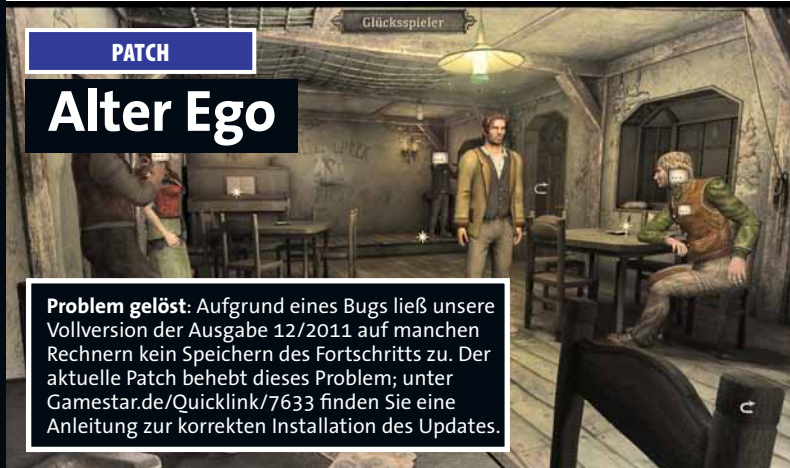 Glücksspieler
PATCH
Alter Ego
Problem gelöst: Aufgrund eines Bugs ließ unsere
Vollversion der Ausgabe 12/2011 auf manchen
Rechnern kein Speichern des Fortschritts zu. Der
aktuelle Patch behebt dieses Problem; unter
Gamestar.de/Quicklink/7633 finden Sie eine
Anleitung zur korrekten Installation des Updates.